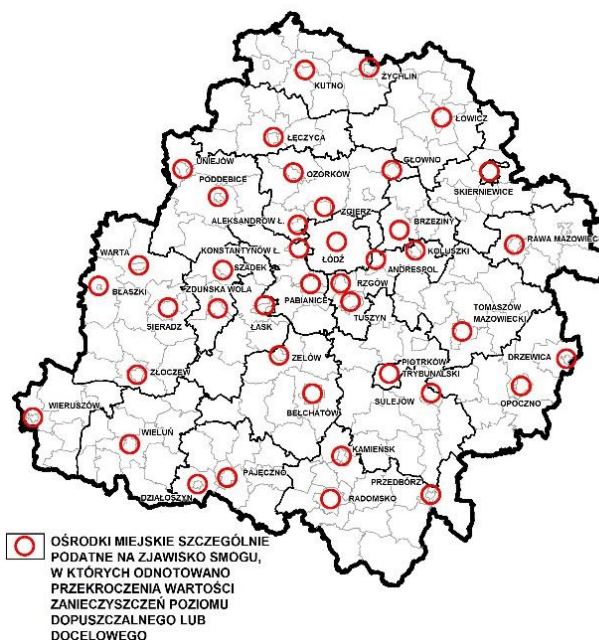 KUTNO
ŻYCHLIN
ŁOWICZ
ŁĘCZYCA
UNIEJÓW
PODDĘBICE
OZORKÓW
GŁOWNO
SKIERNIEWICE
ALEKSANDRÓW Ł.
ZGIERZ
BRZEZINY
RAWA MAZOWIEC
WARTA
KONSTANTYNÓW Ł.
ŁÓDŹ
KOLUSZKI
SZADEK
ANDRESPOL
BŁASZKI
ZDUŃSKA WOLA
PABIANICE
RZGÓW
SIERADZ
ŁASK
TUSZYN
TOMASZÓW
MAZOWIECKI
ZELÓW
PIOTRKÓW
TRYBUNALSKI
DRZEWICA
ZŁOCZEW
SULEJÓW
OPOCZNO
WIERUSZÓW
BEŁCHATÓW
WIELUŃ
KAMIEŃSK
PAJĘCZNO
PRZEDBÓRZ
DZIAŁOSZYN
RADOMSKO
OŚRODKI MIEJSKIE SZCZEGÓLNIE
PODATNE NA ZJAWISKO SMOGU,
W KTÓRYCH ODNOTOWANO
PRZEKROCZENIA WARTOŚCI
ZANIECZYSZCZEŃ POZIOMU
DOPUSZCZALNEGO LUB
DOCELOWEGO